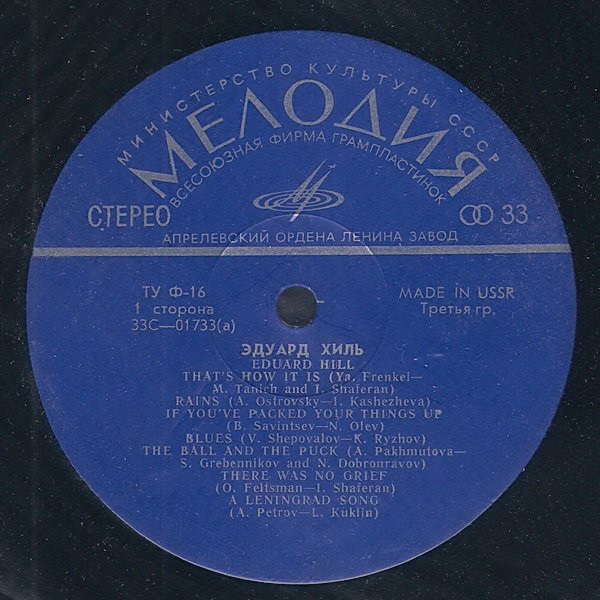 МИНИСТЕРСТВО КУЛЬТУРЫ СССР
МЕЛОДИЯ
ВСЕСОЮЗНАЯ ФИРМА ГРАМПЛАСТИНОК
СТЕРЕО
33
АПРЕЛЕВСКИЙ ОРДЕНА ЛЕНИНА ЗАВОД
ТУ Ф-16
MADE IN USSR
1 сторона
Третья гр.
33С—01733(а)
ЭДУАРД ХИЛЬ
EDUARD HILL
THAT'S HOW IT IS (Ya. Frenkel—
M. Tanich and I. Shaferan)
RAINS (A. Ostrovsky—I. Kashezheva)
IF YOU'VE PACKED YOUR THINGS UP
(B. Savintsev—N. Olev)
BLUES (V. Shepovalov—K. Ryzhov)
THE BALL AND THE PUCK (A. Pakhmutova—
S. Grebennikov and N. Dobronravov)
THERE WAS NO GRIEF
(O. Feltsman—I. Shaferan)
A LENINGRAD SONG
(A. Petrov—L. Kuklin)